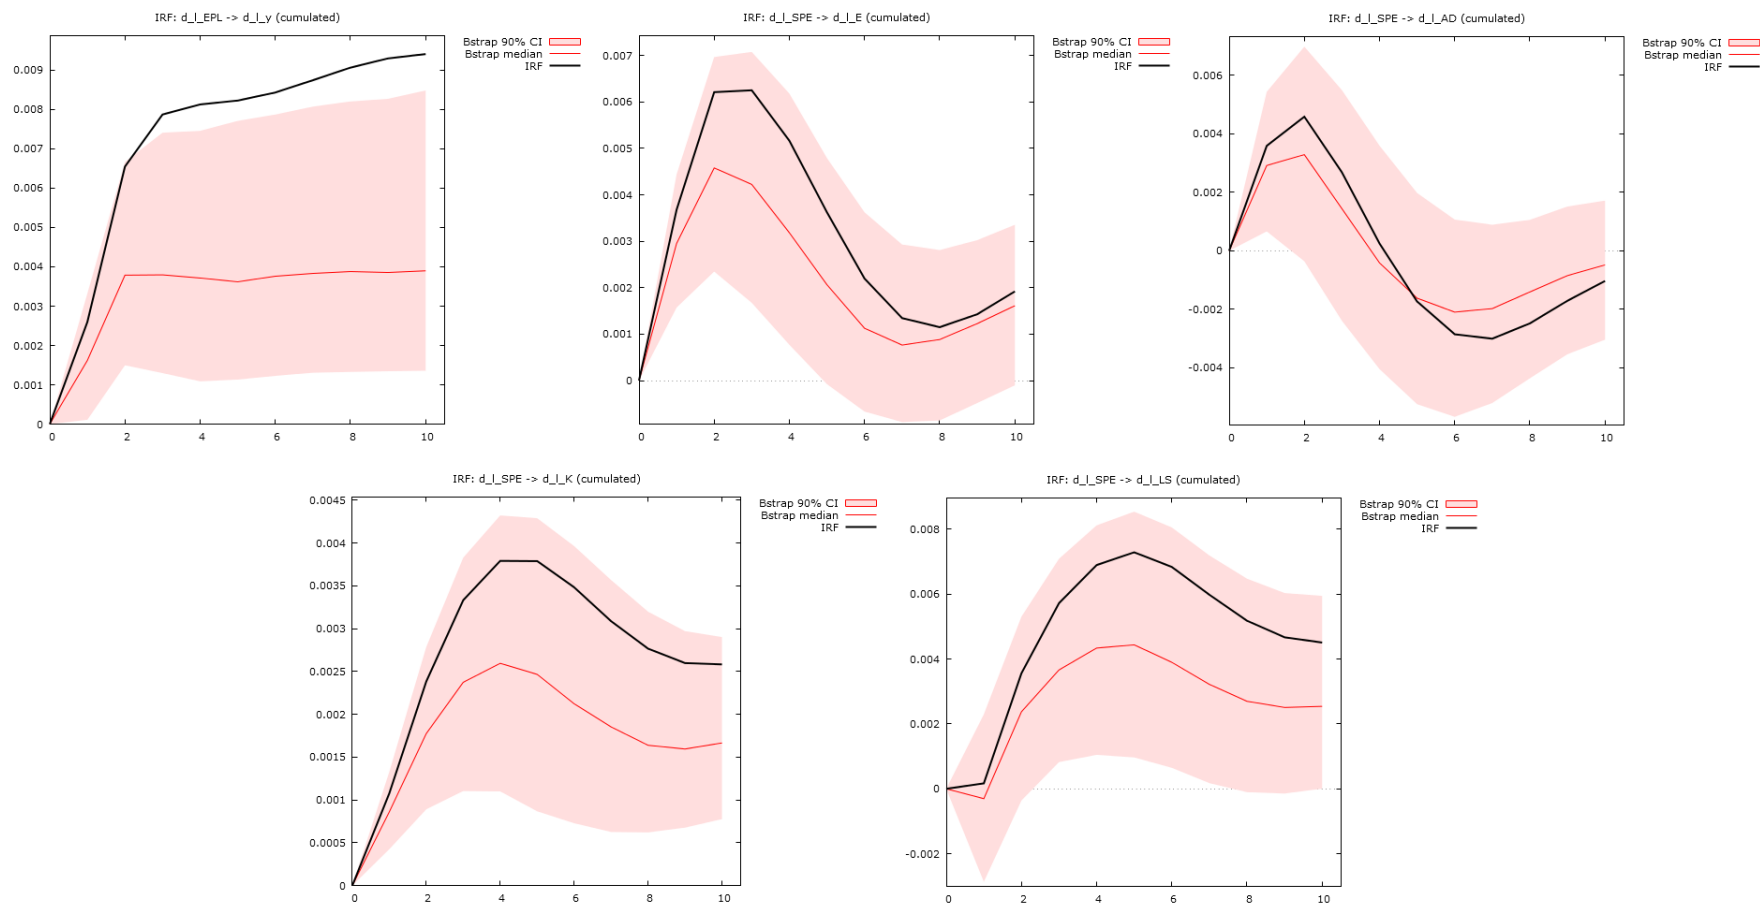 IRF: d_l_EPL -> d_l_y (cumulated)
Bstrap 90% CI
Bstrap median
IRF
0.009
0.008
0.007
0.006
0.005
0.004
0.003
0.002
0.001
0
0 2 4 6 8 10
IRF: d_l_SPE -> d_l_E (cumulated)
Bstrap 90% CI
Bstrap median
IRF
0.007
0.006
0.005
0.004
0.003
0.002
0.001
0
0 2 4 6 8 10
IRF: d_l_SPE -> d_l_AD (cumulated)
Bstrap 90% CI
Bstrap median
IRF
0.006
0.004
0.002
0
-0.002
-0.004
0 2 4 6 8 10
IRF: d_l_SPE -> d_l_K (cumulated)
Bstrap 90% CI
Bstrap median
IRF
0.0045
0.004
0.0035
0.003
0.0025
0.002
0.0015
0.001
0.0005
0
0 2 4 6 8 10
IRF: d_l_SPE -> d_l_LS (cumulated)
Bstrap 90% CI
Bstrap median
IRF
0.008
0.006
0.004
0.002
0
-0.002
0 2 4 6 8 10